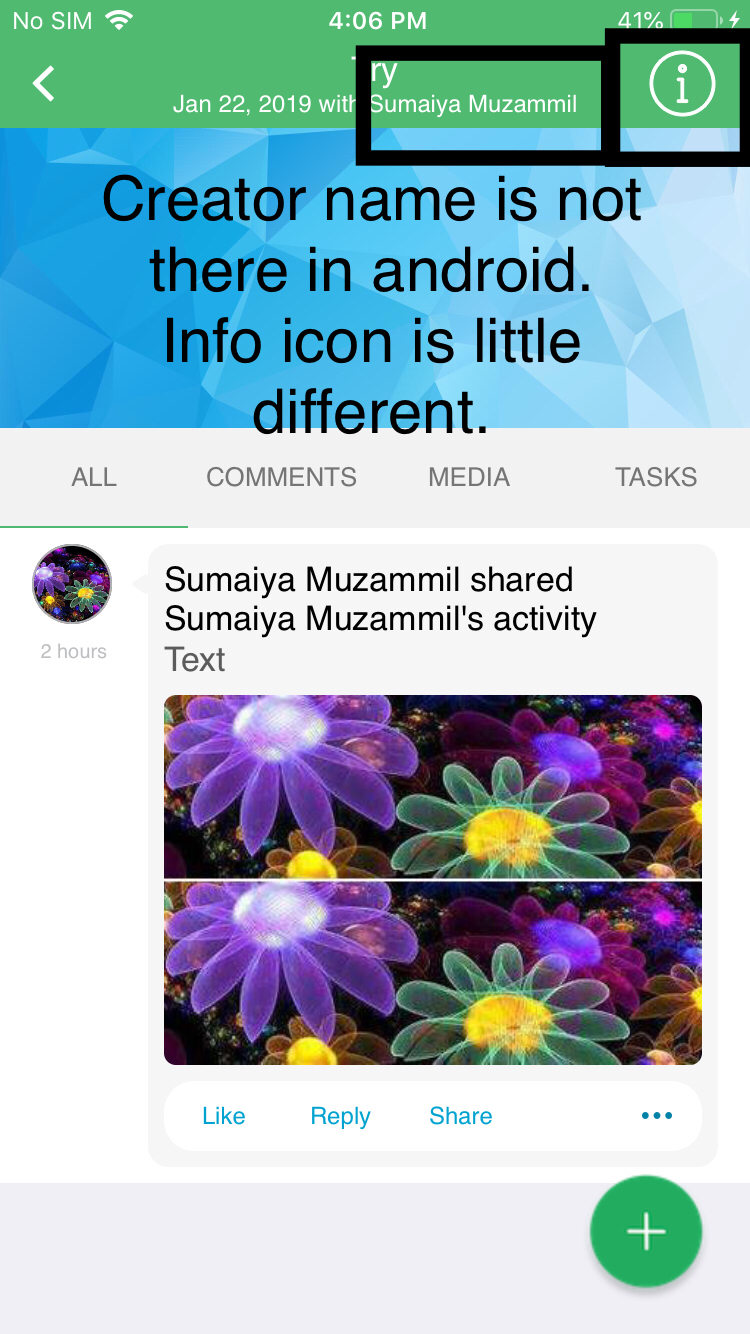 No SIM 4:06 PM 41%
Try
Jan 22, 2019 with Sumaiya Muzammil
Creator name is not
there in android.
Info icon is little
different.
ALL COMMENTS MEDIA TASKS
Sumaiya Muzammil shared
Sumaiya Muzammil's activity
2 hours
Text
Like Reply Share